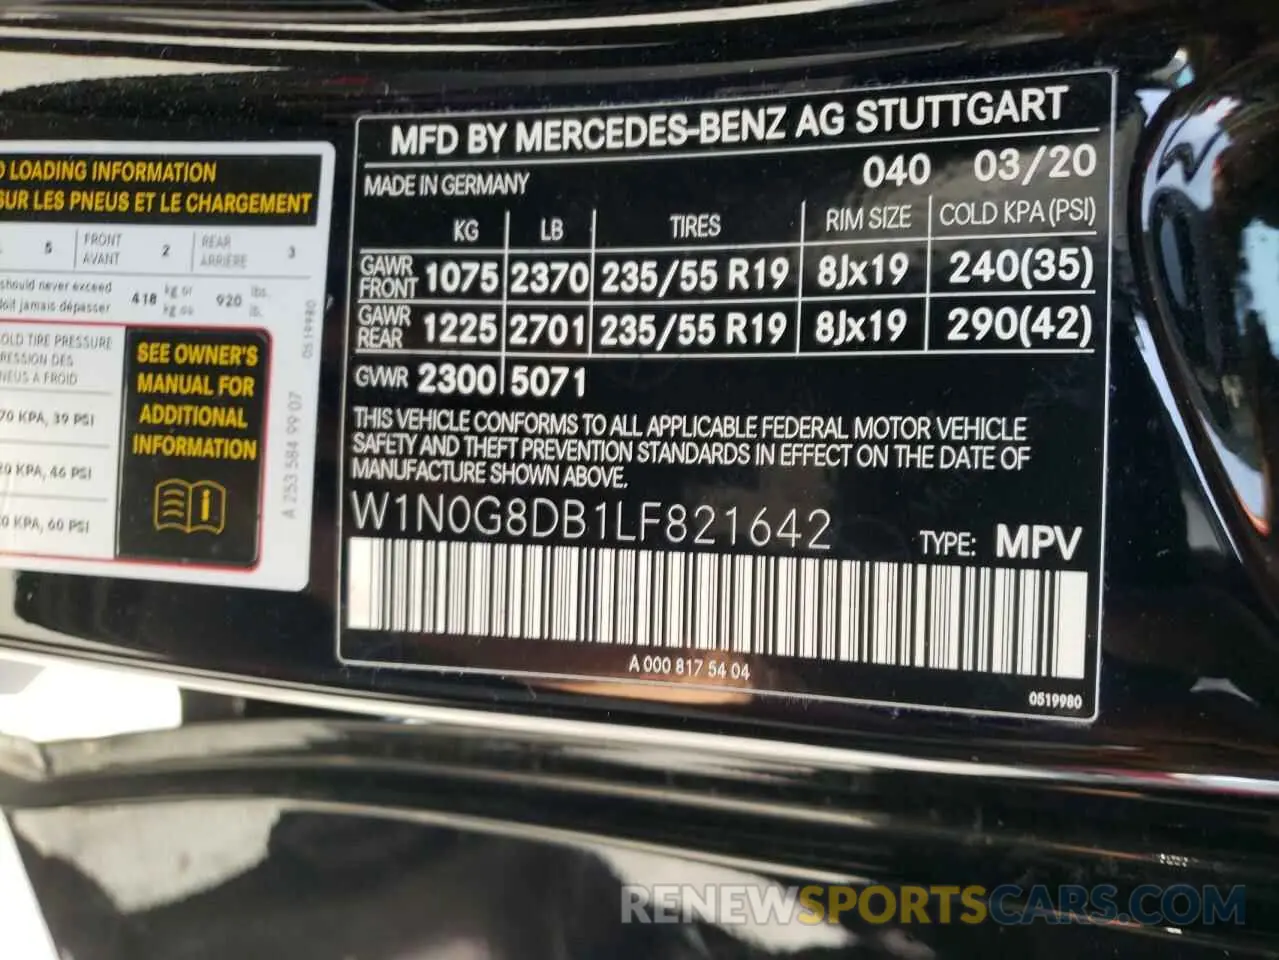 LOADING INFORMATION
SUR LES PNEUS ET LE CHARGEMENT
5 FRONT AVANT 2 REAR ARRIÈRE 3
should never exceed
doit jamais dépasser
418 kg or kg ou 920 lbs. lb.
COLD TIRE PRESSURE
DES
À FROID
KPA, 39 PSI
KPA, 46 PSI
KPA, 60 PSI
SEE OWNER'S
MANUAL FOR
ADDITIONAL
INFORMATION
0519980
A 253 584 99 07
MFD BY MERCEDES-BENZ AG STUTTGART
MADE IN GERMANY 040 03/20
KG LB TIRES RIM SIZE COLD KPA (PSI)
GAWR FRONT 1075 2370 235/55 R19 8Jx19 240(35)
GAWR REAR 1225 2701 235/55 R19 8Jx19 290(42)
GVWR 2300 5071
THIS VEHICLE CONFORMS TO ALL APPLICABLE FEDERAL MOTOR VEHICLE
SAFETY AND THEFT PREVENTION STANDARDS IN EFFECT ON THE DATE OF
MANUFACTURE SHOWN ABOVE.
W1N0G8DB1LF821642 TYPE: MPV
A 000 817 54 04
0519980
RENEWSPORTSCARS.COM